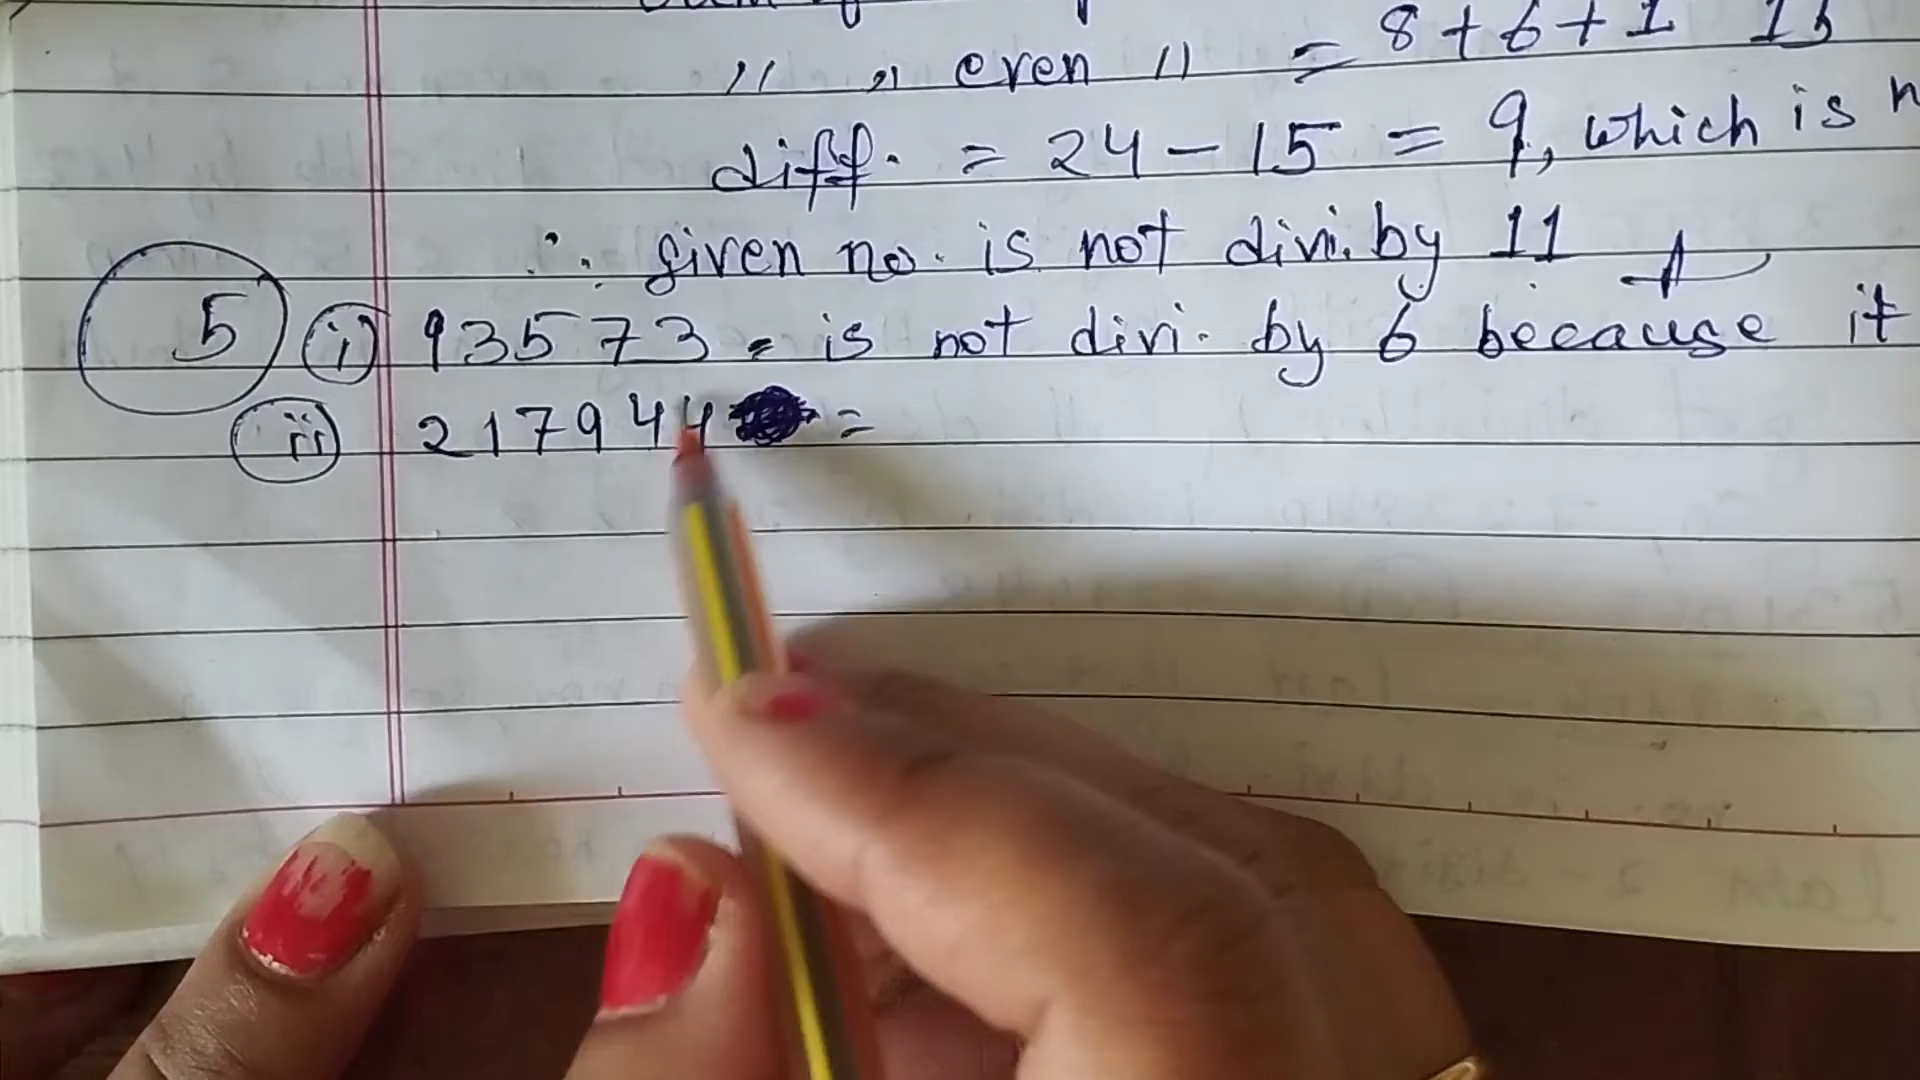 " " even " = 8+6+1 15
diff. = 24 - 15 = 9, which is
∴ given no. is not divi. by 11
5 (i) 93573 = is not divi. by 6 because it
(ii) 217944 =